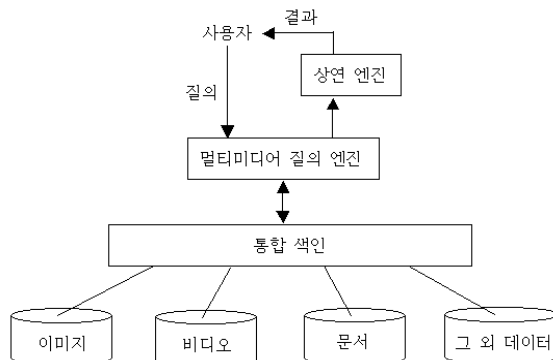 결과
사용자
상연 엔진
질의
멀티미디어 질의 엔진
통합 색인
이미지
비디오
문서
그 외 데이터